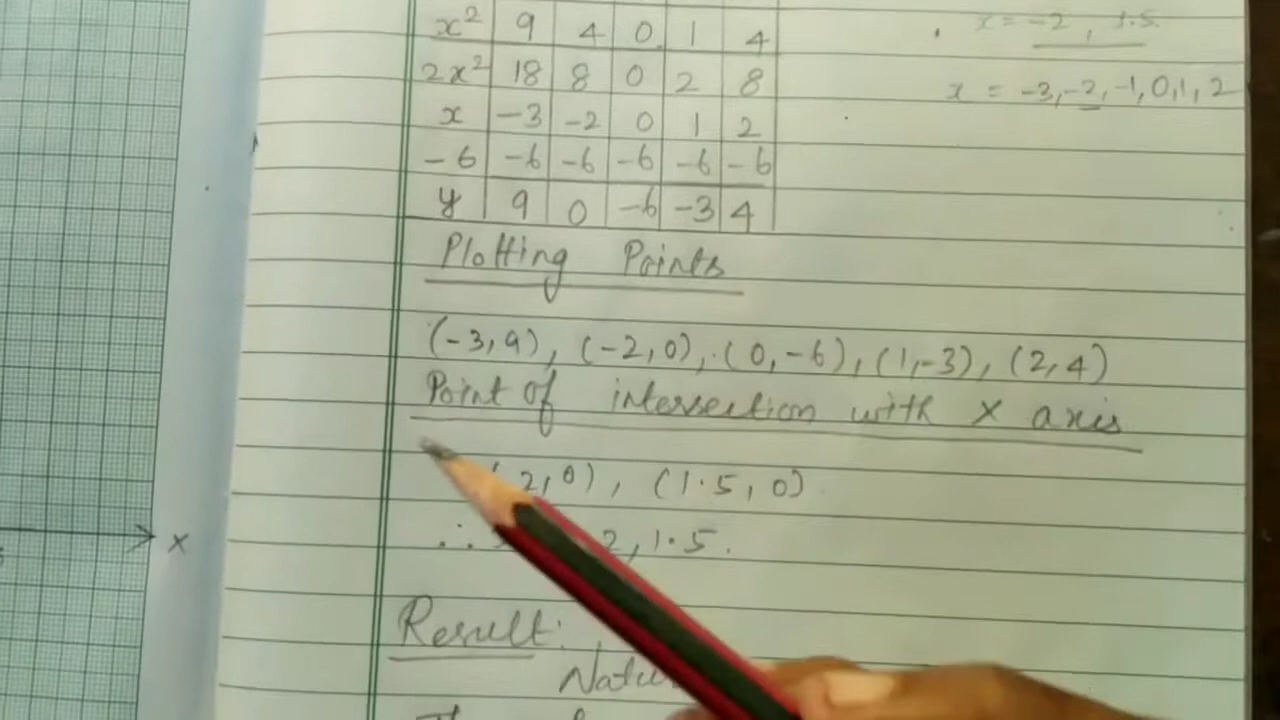 x = -2, 1.5.
x² 9 4 0 1 4
2x² 18 8 0 2 8
x = -3, -2, -1, 0, 1, 2
x -3 -2 0 1 2
-6 -6 -6 -6 -6 -6
y 9 0 -6 -3 4
Plotting Points
(-3, 9), (-2, 0), (0, -6), (1, -3), (2, 4)
Point of intersection with X axis
2, 0), (1.5, 0)
x
∴ 2, 1.5.
Result: